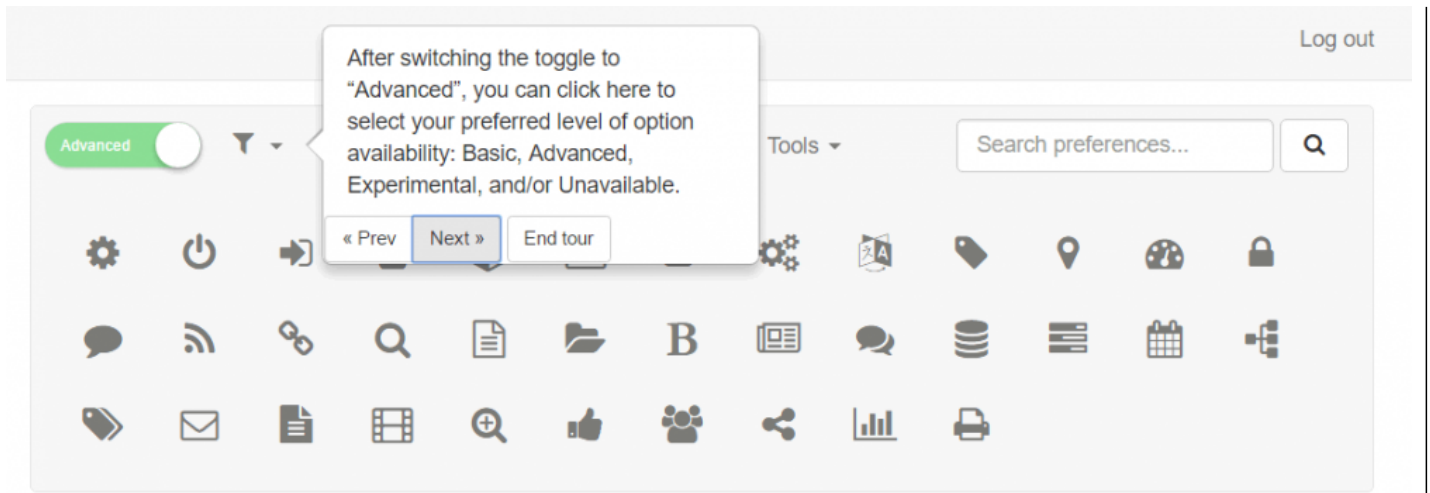 Log out
After switching the toggle to
“Advanced”, you can click here to
select your preferred level of option
availability: Basic, Advanced,
Experimental, and/or Unavailable.
« Prev Next » End tour
Advanced
Tools
Search preferences...
A
B